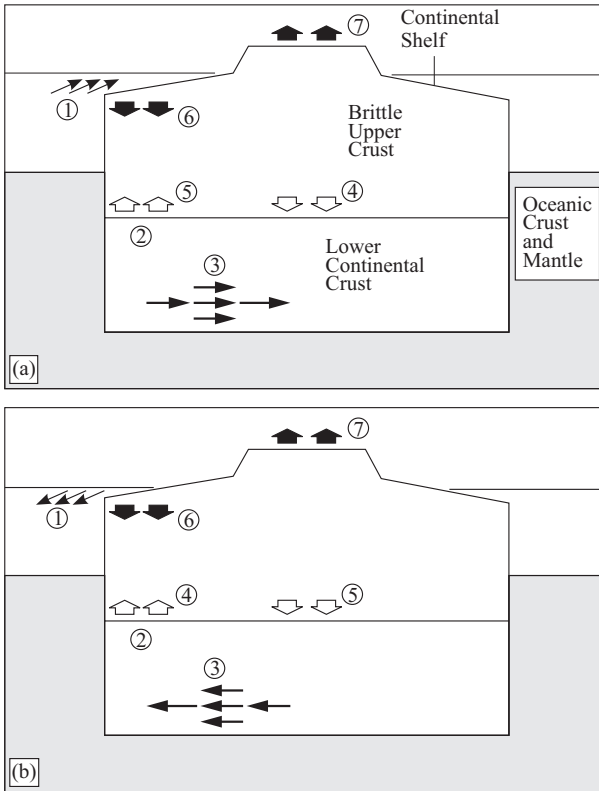 ⑦
Continental
Shelf
①
⑥
Brittle
Upper
Crust
⑤
④
②
Oceanic
Crust
and
Mantle
③
Lower
Continental
Crust
(a)
⑦
①
⑥
④
⑤
②
③
(b)